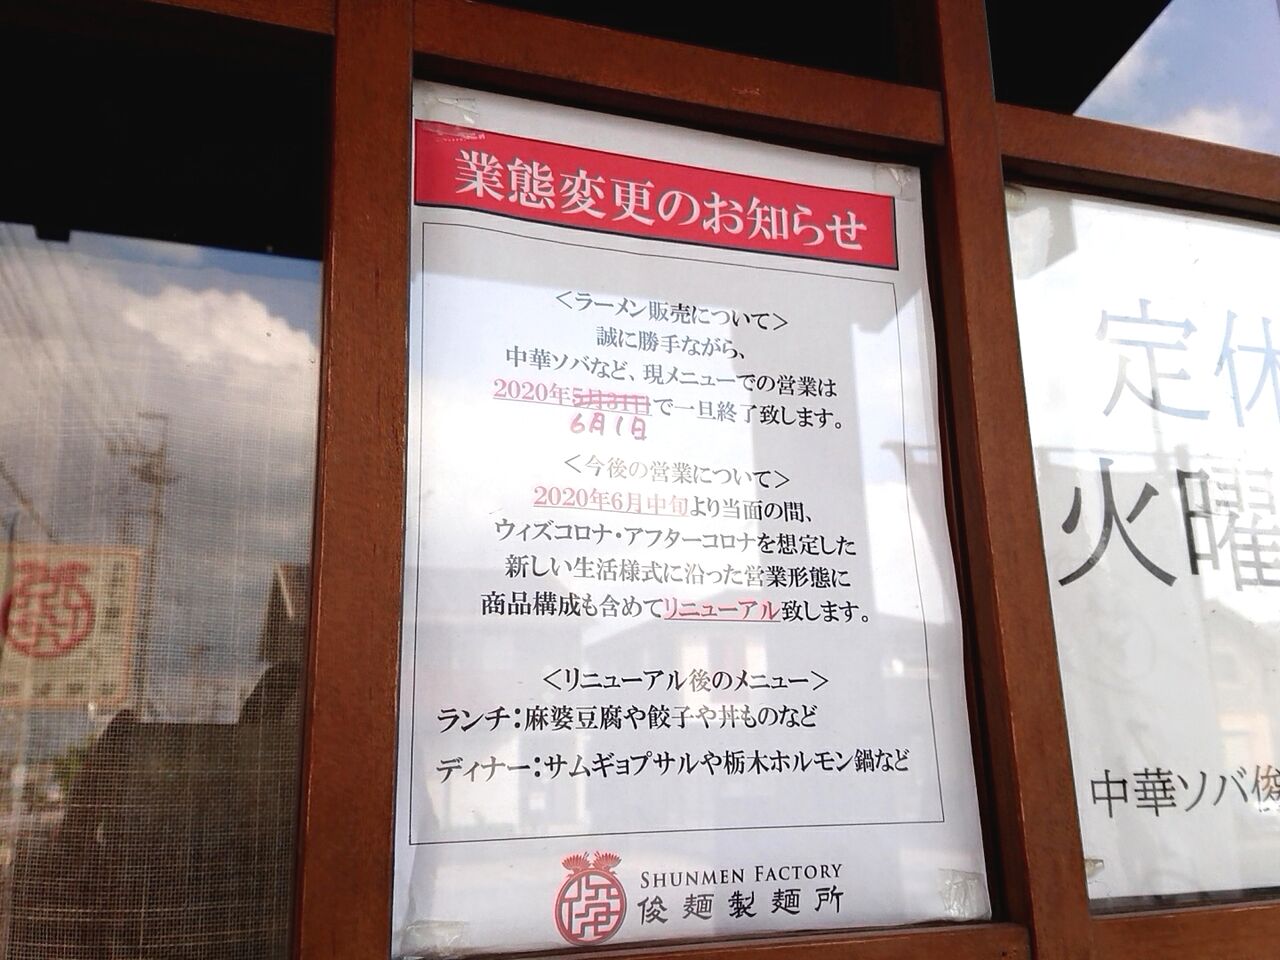 業態変更のお知らせ
＜ラーメン販売について＞
誠に勝手ながら、
中華ソバなど、現メニューでの営業は
2020年5月31日で一旦終了致します。
6月1日
＜今後の営業について＞
2020年6月中旬より当面の間、
ウィズコロナ・アフターコロナを想定した
新しい生活様式に沿った営業形態に
商品構成も含めてリニューアル致します。
＜リニューアル後のメニュー＞
ランチ：麻婆豆腐や餃子や丼ものなど
ディナー：サムギョプサルや栃木ホルモン鍋など
SHUNMEN FACTORY
俊麺製麺所
定休
火曜
中華ソバ俊